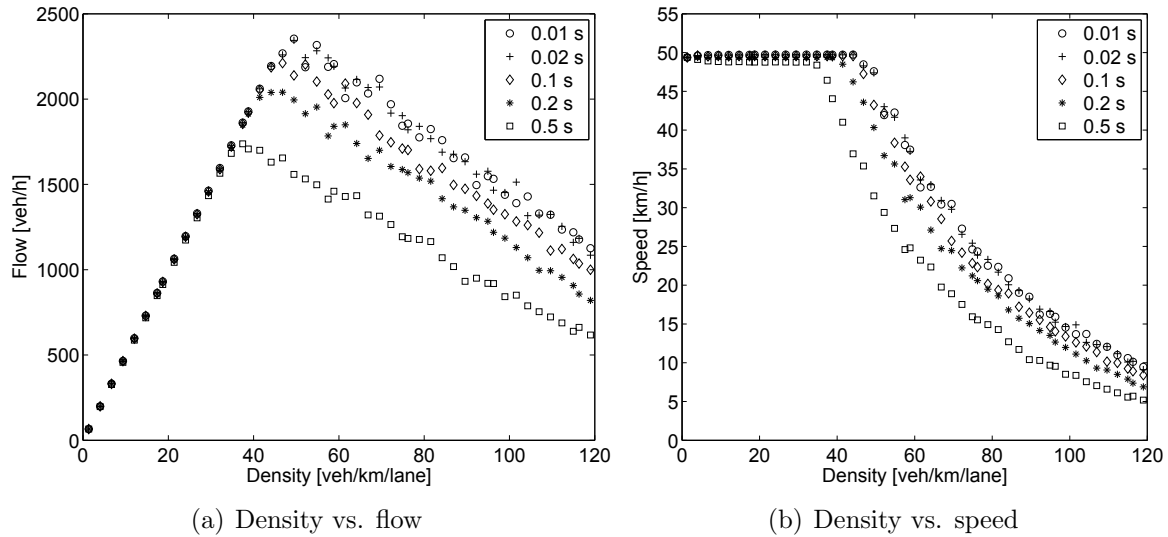 2500
2000
1500
1000
500
0
Flow [veh/h]
0.01 s
0.02 s
0.1 s
0.2 s
0.5 s
0 20 40 60 80 100 120
Density [veh/km/lane]
(a) Density vs. flow
60
55
50
45
40
35
30
25
20
15
10
5
0
Speed [km/h]
0.01 s
0.02 s
0.1 s
0.2 s
0.5 s
0 20 40 60 80 100 120
Density [veh/km/lane]
(b) Density vs. speed